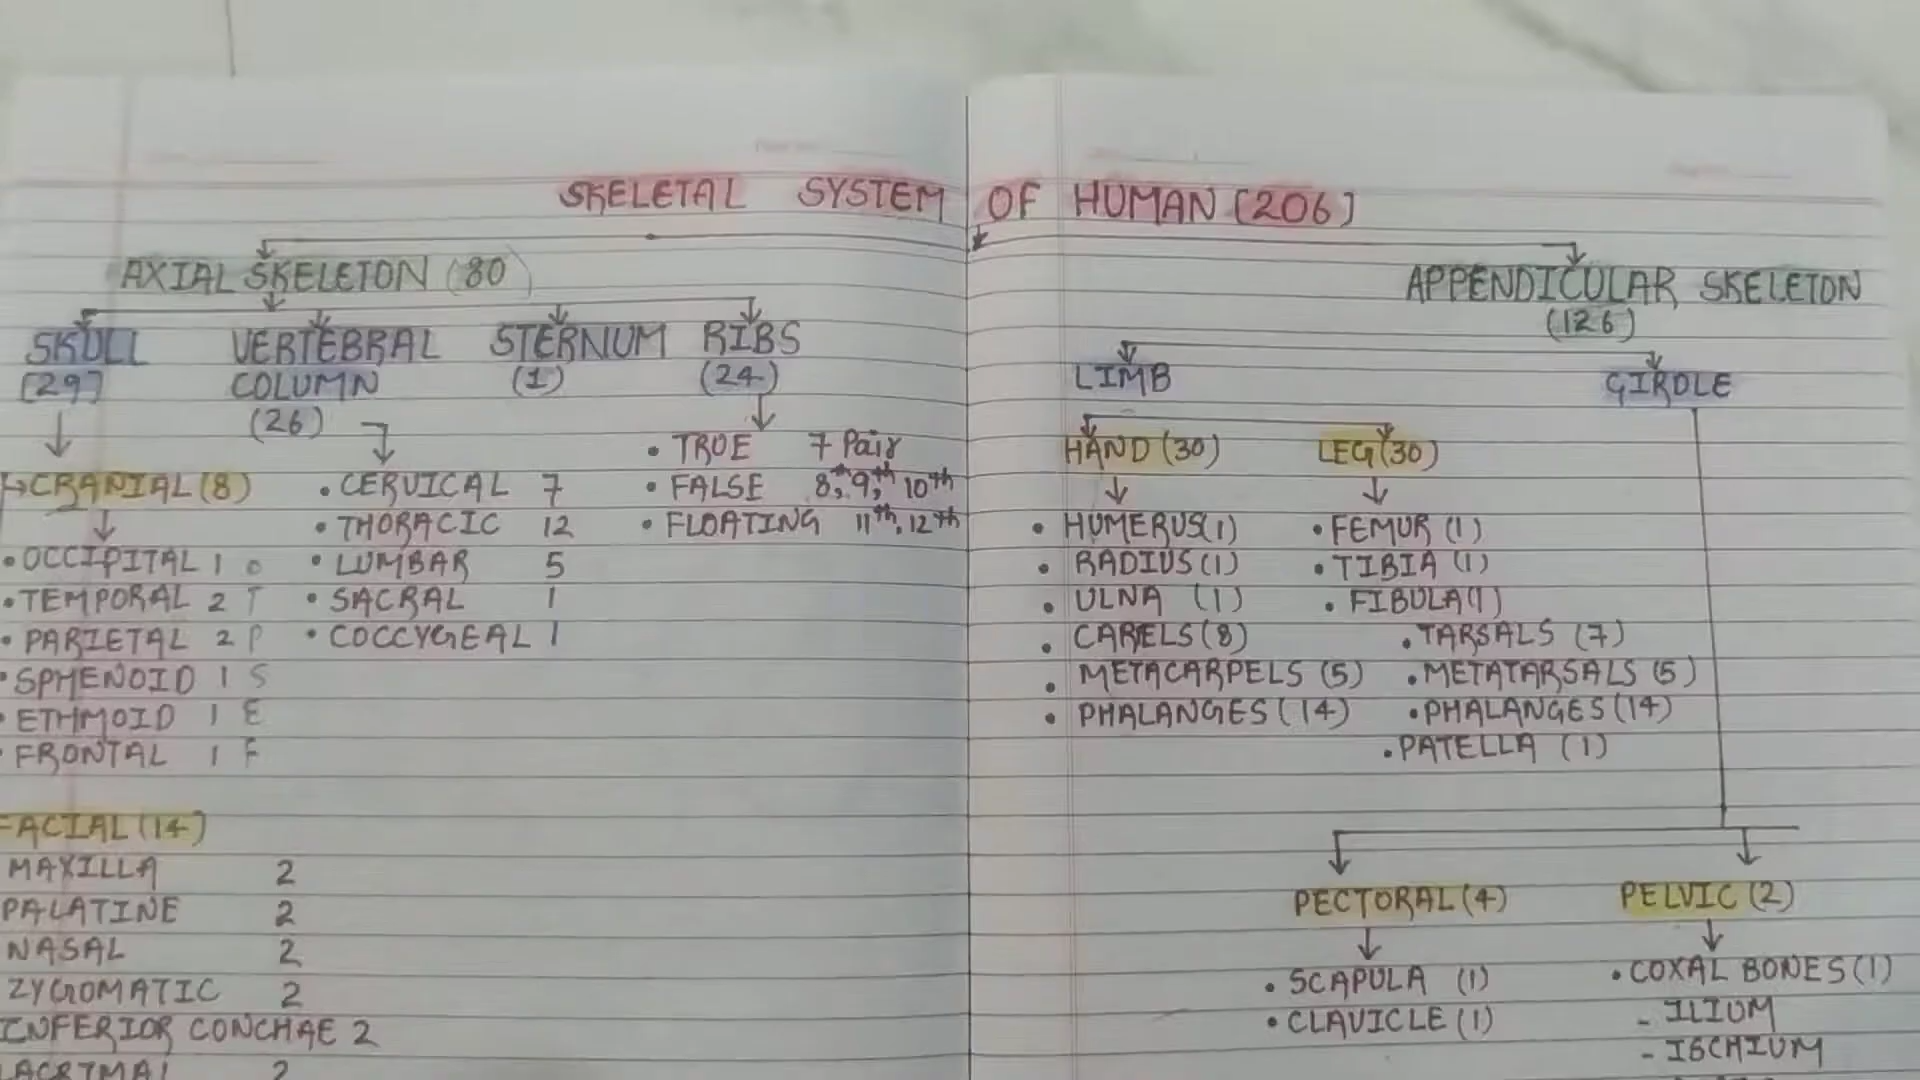 SKELETAL SYSTEM OF HUMAN (206)
AXIAL SKELETON (80)
SKULL
(29)
VERTEBRAL
COLUMN
(26)
STERNUM
(1)
RIBS
(24)
• TRUE 7 Pair
• FALSE 8th, 9th, 10th
• FLOATING 11th, 12th
• CERVICAL 7
• THORACIC 12
• LUMBAR 5
• SACRAL 1
• COCCYGEAL 1
CRANIAL (8)
• OCCIPITAL 1 O
• TEMPORAL 2 T
• PARIETAL 2 P
• SPHENOID 1 S
• ETHMOID 1 E
• FRONTAL 1 F
FACIAL (14)
MAXILLA 2
PALATINE 2
NASAL 2
ZYGOMATIC 2
INFERIOR CONCHAE 2
LACRIMAL 2
APPENDICULAR SKELETON
(126)
LIMB
GIRDLE
HAND (30)
• HUMERUS (1)
• RADIUS (1)
• ULNA (1)
• METACARPELS (5)
• PHALANGES (14)
LEG (30)
• FEMUR (1)
• TIBIA (1)
• FIBULA (1)
• TARSALS (7)
• METATARSALS (5)
• PHALANGES (14)
• PATELLA (1)
PECTORAL (4)
• SCAPULA (1)
• CLAVICLE (1)
PELVIC (2)
• COXAL BONES (1)
- ILIUM
- ISCHIUM